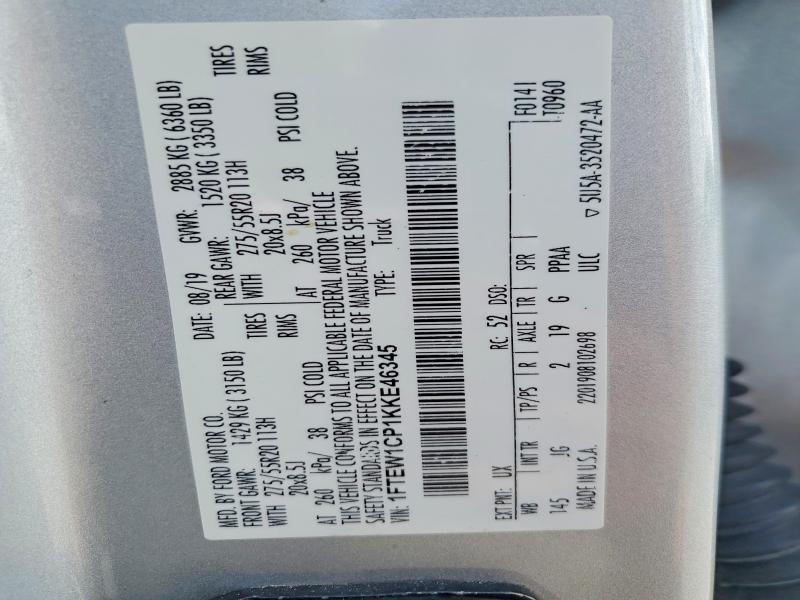 MFD. BY FORD MOTOR CO. DATE: 08/19 GVWR: 2885 KG ( 6360 LB)
FRONT GAWR: 1429 KG ( 3150 LB) REAR GAWR: 1520 KG ( 3350 LB)
WITH 275/55R20 113H TIRES WITH 275/55R20 113H TIRES
20x8.5J RIMS 20x8.5J RIMS
AT 260 kPa/ 38 PSI COLD AT 260 kPa/ 38 PSI COLD
THIS VEHICLE CONFORMS TO ALL APPLICABLE FEDERAL MOTOR VEHICLE
SAFETY STANDARDS IN EFFECT ON THE DATE OF MANUFACTURE SHOWN ABOVE.
VIN: 1FTEW1CP1KKE46345 TYPE: Truck
EXT PNT: UX RC: 52 DSO: F0141
WB INT TR TP/PS R AXLE TR SPR T0960
145 JG 2 19 G PPAA
MADE IN U.S.A. 2201908102698 ULC ▽ 5U5A-3520472-AA